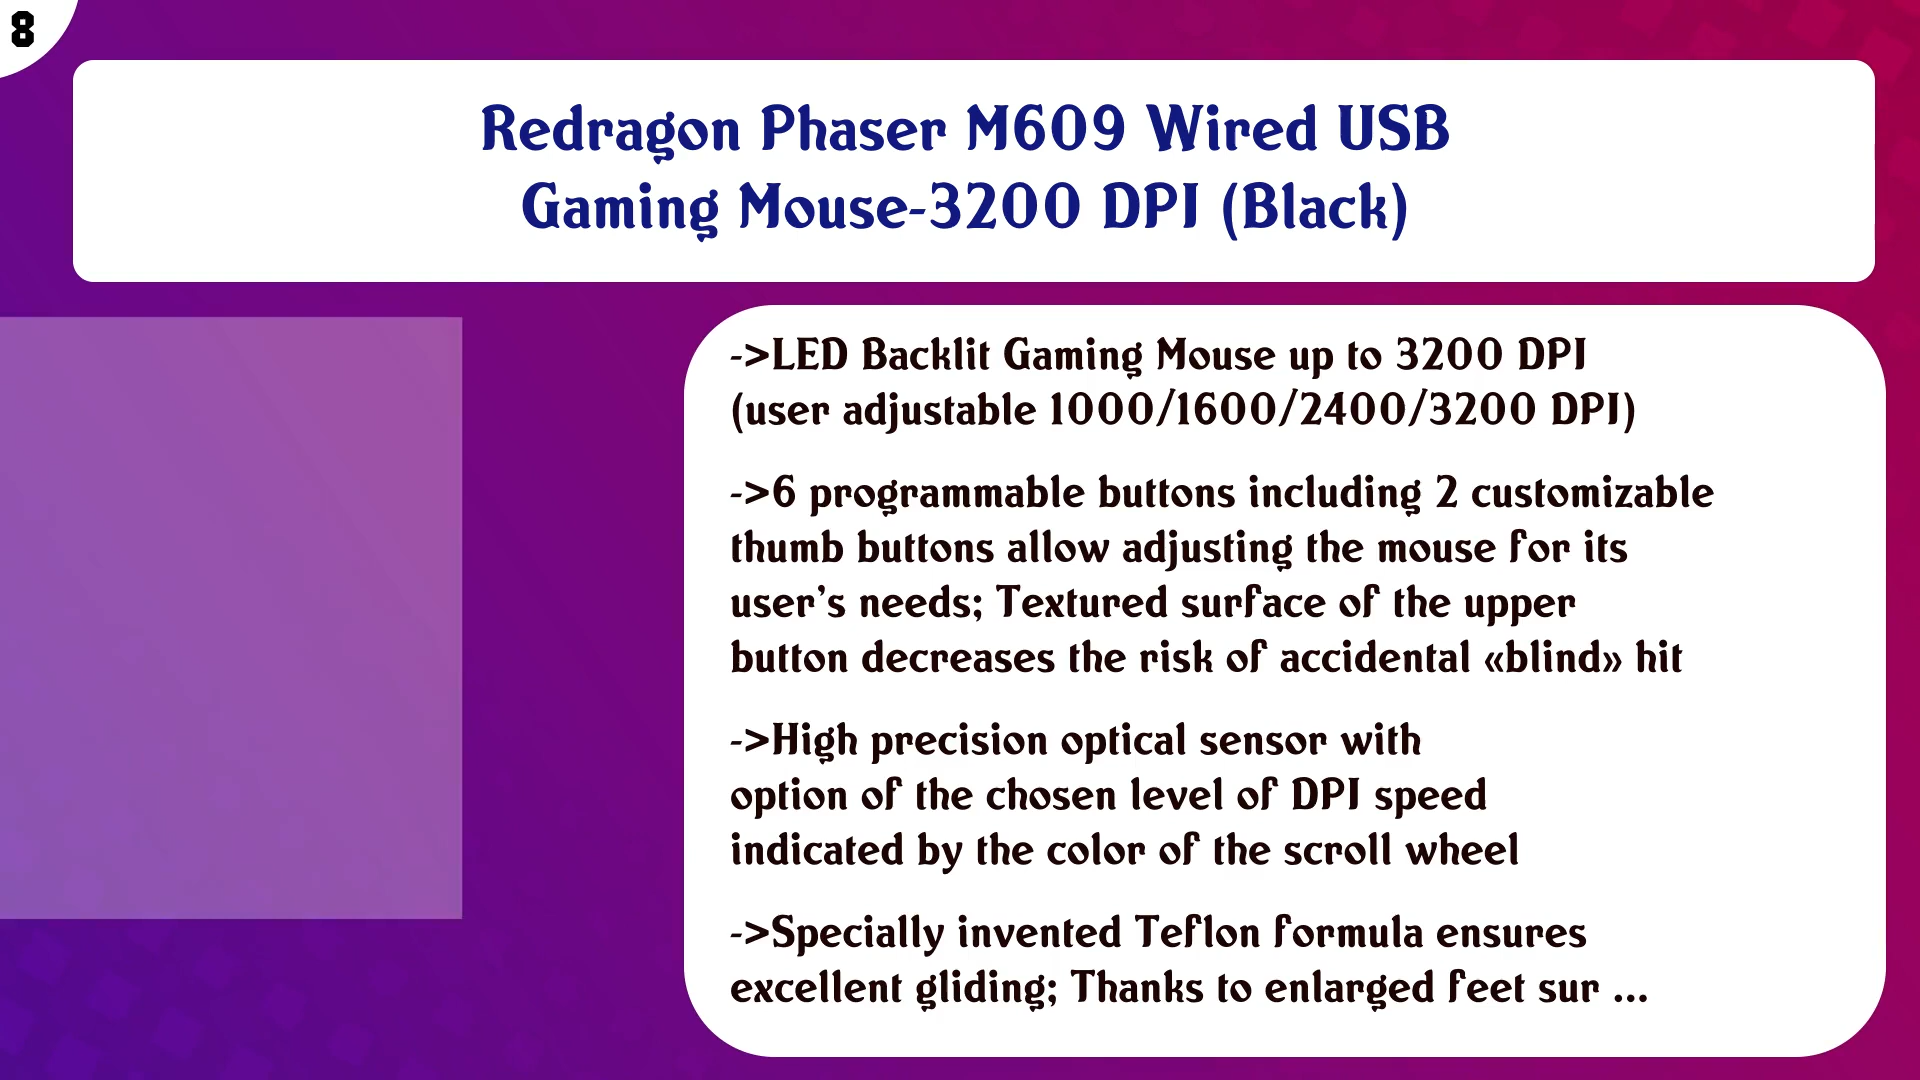 8
Redragon Phaser M609 Wired USB
Gaming Mouse-3200 DPI (Black)
->LED Backlit Gaming Mouse up to 3200 DPI
(user adjustable 1000/1600/2400/3200 DPI)
->6 programmable buttons including 2 customizable
thumb buttons allow adjusting the mouse for its
user's needs; Textured surface of the upper
button decreases the risk of accidental «blind» hit
->High precision optical sensor with
option of the chosen level of DPI speed
indicated by the color of the scroll wheel
->Specially invented Teflon formula ensures
excellent gliding; Thanks to enlarged feet sur ...